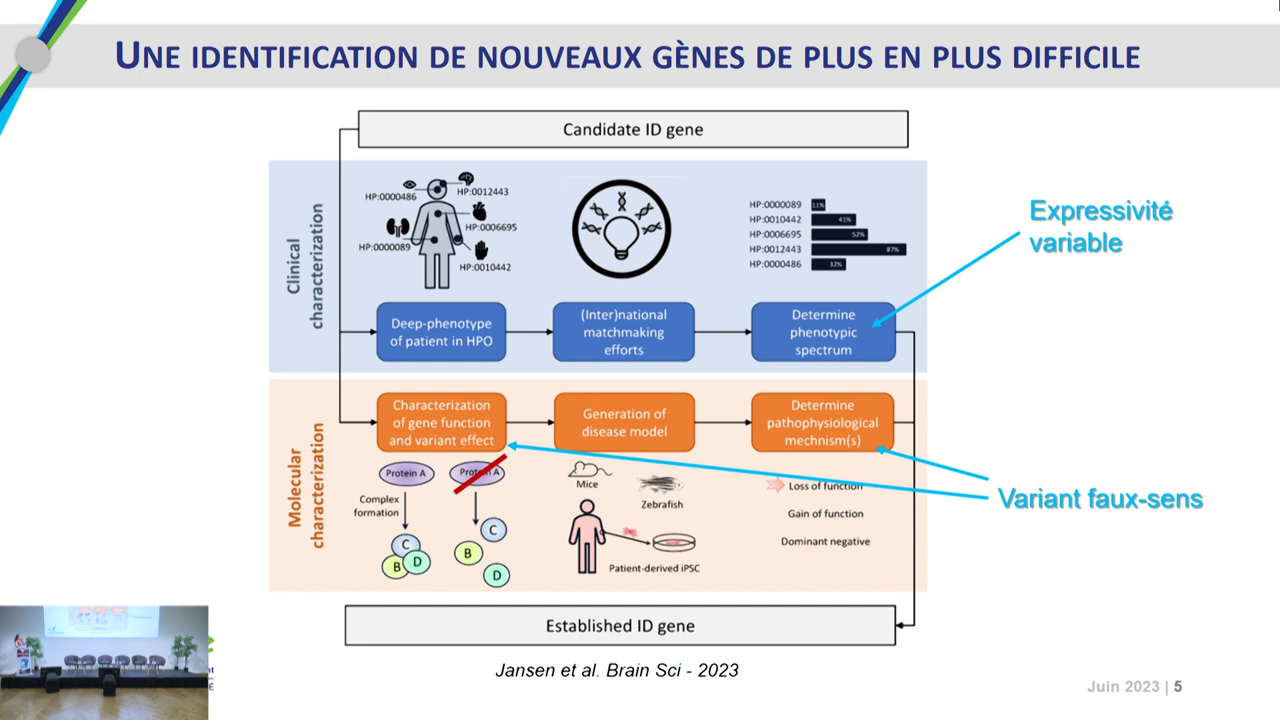 UNE IDENTIFICATION DE NOUVEAUX GÈNES DE PLUS EN PLUS DIFFICILE
Candidate ID gene
Clinical
characterization
HP:0000486
HP:0012443
HP:0006695
HP:0000089
HP:0010442
HP:0000089 11%
HP:0010442 41%
HP:0006695 52%
HP:0012443 87%
HP:0000486 32%
Expressivité
variable
Deep-phenotype
of patient in HPO
(Inter)national
matchmaking
efforts
Determine
phenotypic
spectrum
Molecular
characterization
Characterization
of gene function
and variant effect
Generation of
disease model
Determine
pathophysiological
mechnism(s)
Protein A
Protein A
Complex
formation
C
B
D
C
B
D
Mice
Zebrafish
Patient-derived iPSC
Loss of function
Gain of function
Dominant negative
Variant faux-sens
Established ID gene
Jansen et al. Brain Sci - 2023
Juin 2023 | 5